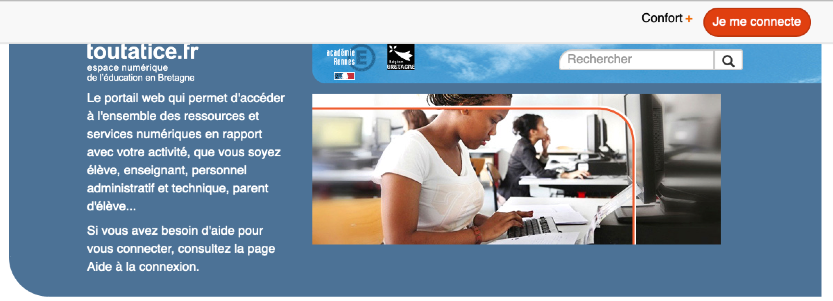 Confort +
Je me connecte
toutatice.fr
espace numérique
de l'éducation en Bretagne
académie
Rennes
Région
BRETAGNE
Rechercher
Le portail web qui permet d'accéder
à l'ensemble des ressources et
services numériques en rapport
avec votre activité, que vous soyez
élève, enseignant, personnel
administratif et technique, parent
d'élève...
Si vous avez besoin d'aide pour
vous connecter, consultez la page
Aide à la connexion.